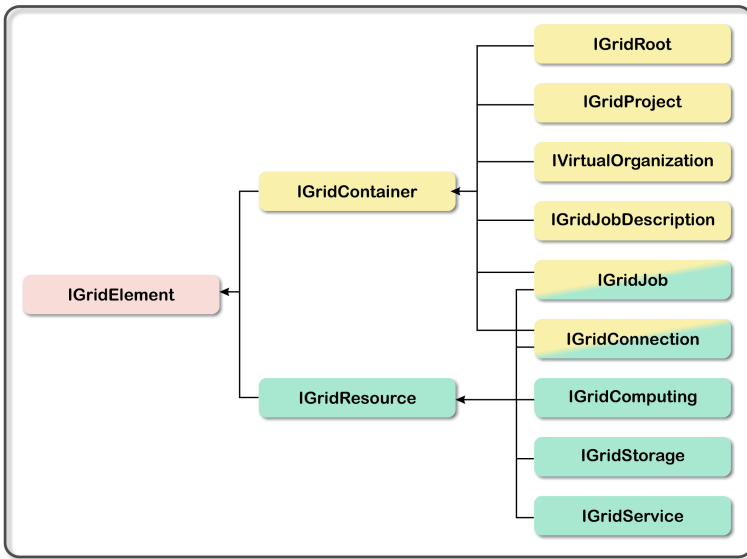 IGridRoot
IGridProject
IVirtualOrganization
IGridContainer
IGridJobDescription
IGridJob
IGridElement
IGridConnection
IGridResource
IGridComputing
IGridStorage
IGridService